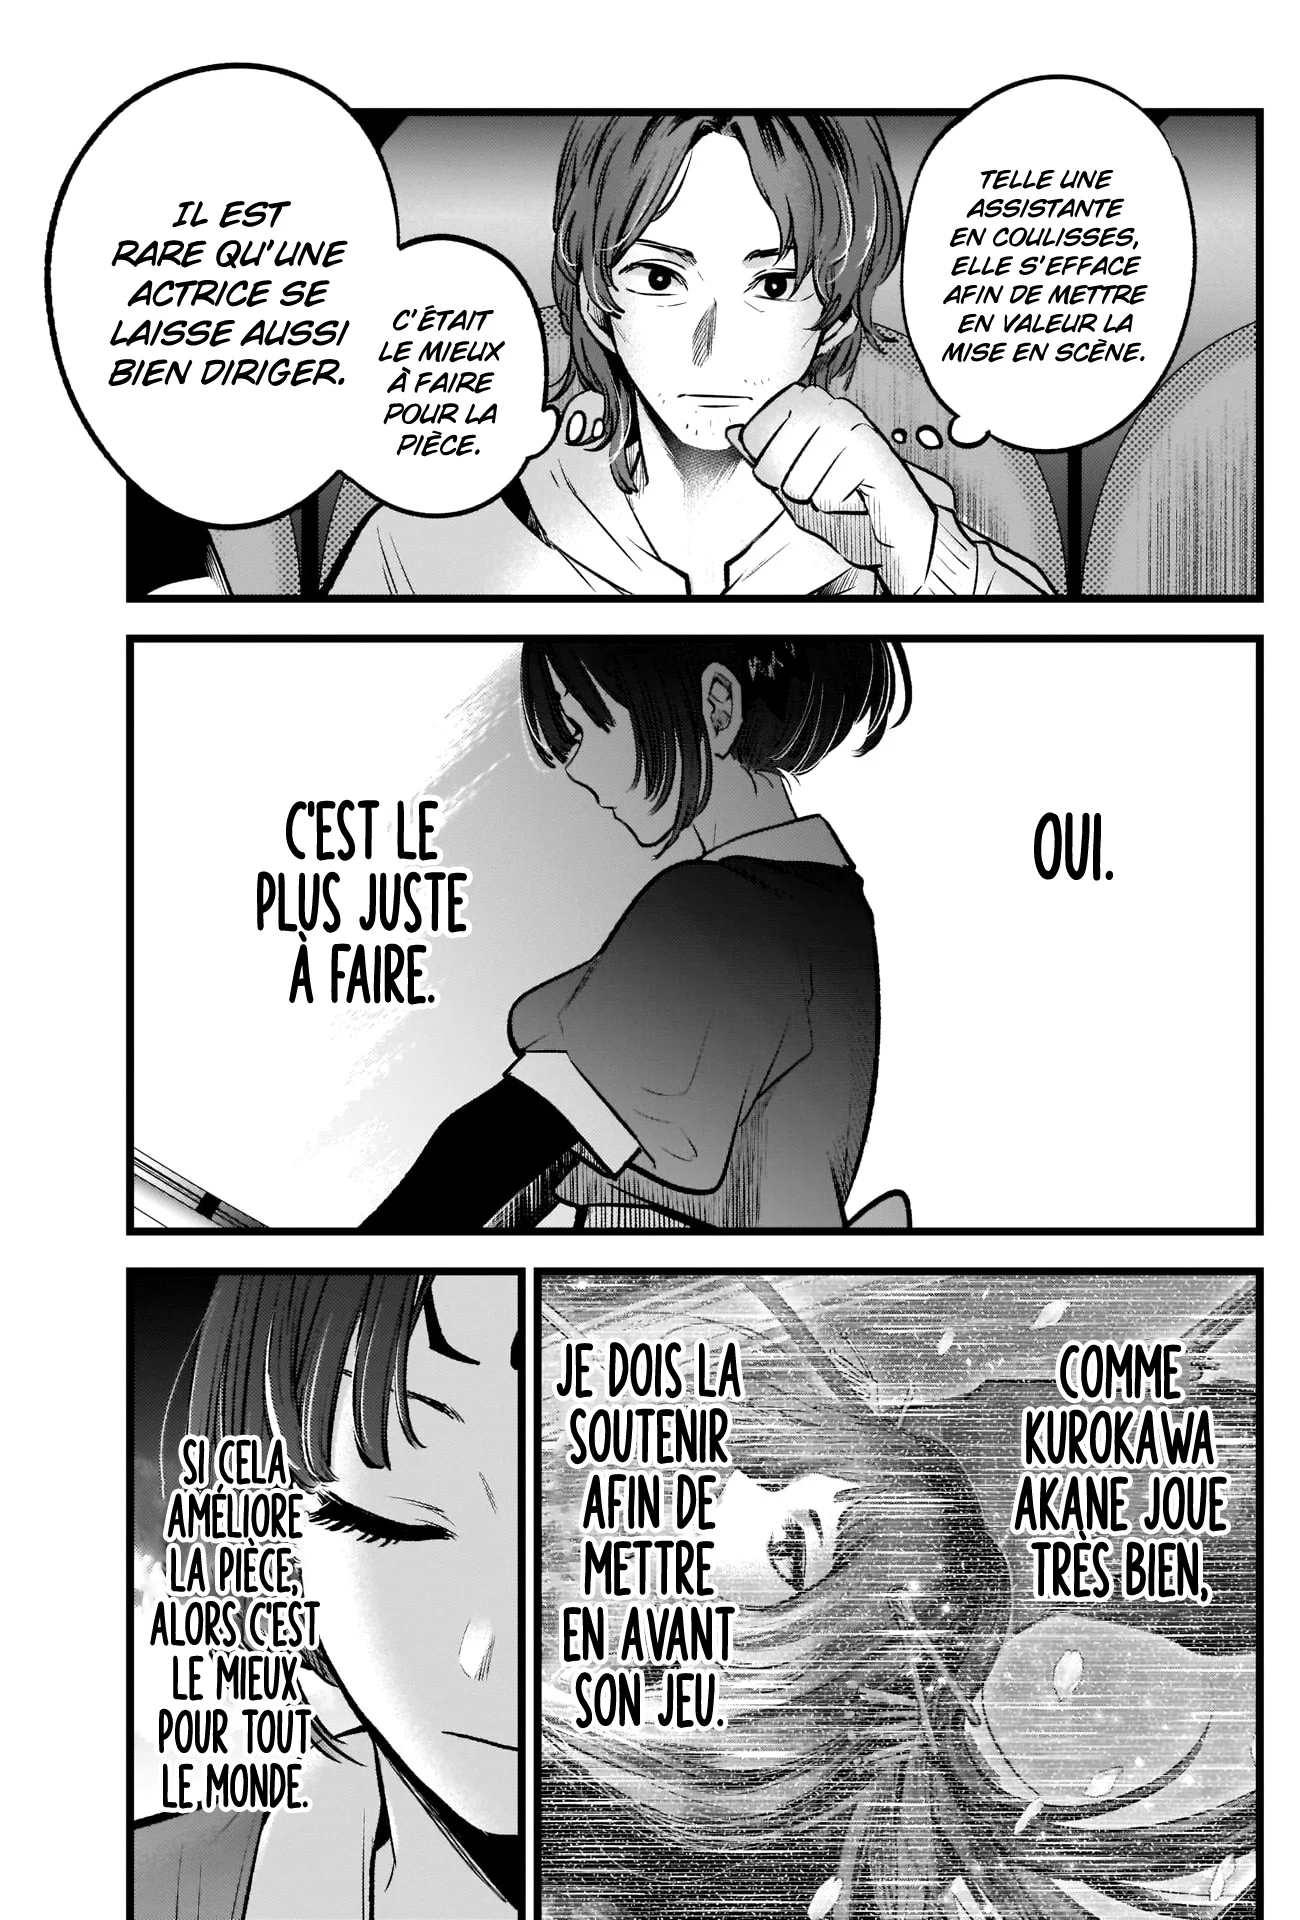 TELLE UNE
ASSISTANTE
EN COULISSES,
ELLE S'EFFACE
AFIN DE METTRE
EN VALEUR LA
MISE EN SCÈNE.
C'ÉTAIT
LE MIEUX
À FAIRE
POUR LA
PIÈCE.
IL EST
RARE QU'UNE
ACTRICE SE
LAISSE AUSSI
BIEN DIRIGER.
OUI.
C'EST LE
PLUS JUSTE
À FAIRE.
COMME
KUROKAWA
AKANE JOUE
TRÈS BIEN,
JE DOIS LA
SOUTENIR
AFIN DE
METTRE
EN AVANT
SON JEU.
SI CELA
AMÉLIORE
LA PIÈCE,
ALORS C'EST
LE MIEUX
POUR TOUT
LE MONDE.